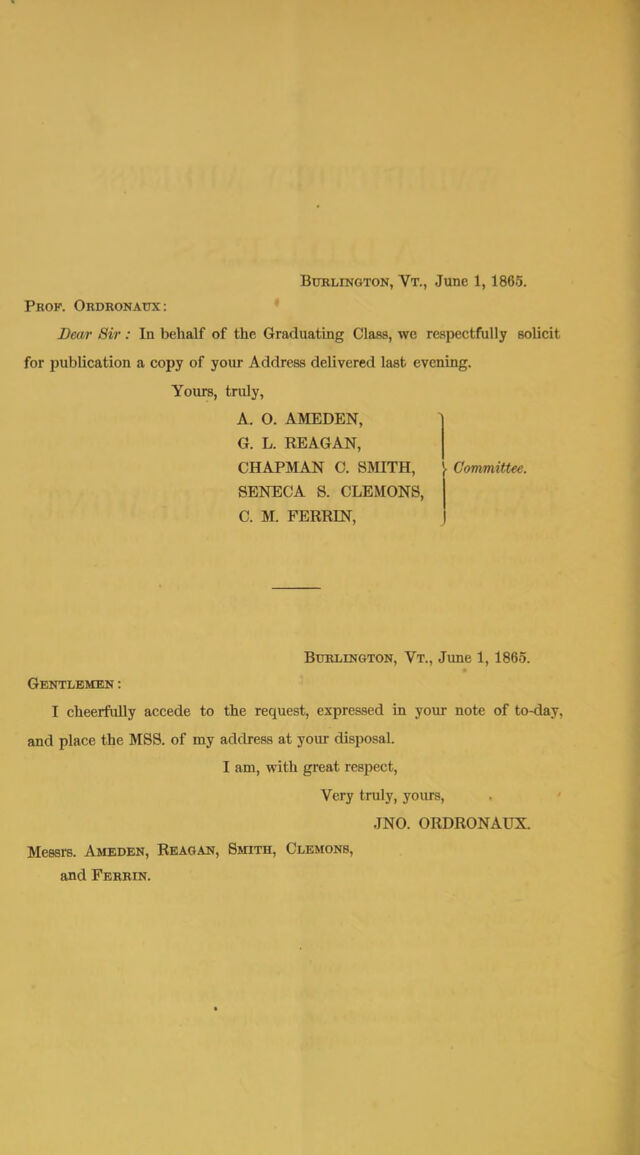 Burlington, Vt., June 1, 1865.
Prof. Ordronaux:
Dear Sir: In behalf of the Graduating Class, we respectfully solicit
for publication a copy of your Address delivered last evening.
Yours, truly,
A. O. AMEDEN,
G. L. REAGAN,
CHAPMAN C. SMITH, } Committee.
SENECA S. CLEMONS,
C. M. FERRIN,
Burlington, Vt., June 1, 1865.
Gentlemen:
I cheerfully accede to the request, expressed in your note of to-day,
and place the MSS. of my address at your disposal.
I am, with great respect,
Very truly, yours,
JNO. ORDRONAUX.
Messrs. Ameden, Reagan, Smith, Clemons,
and Ferrin.